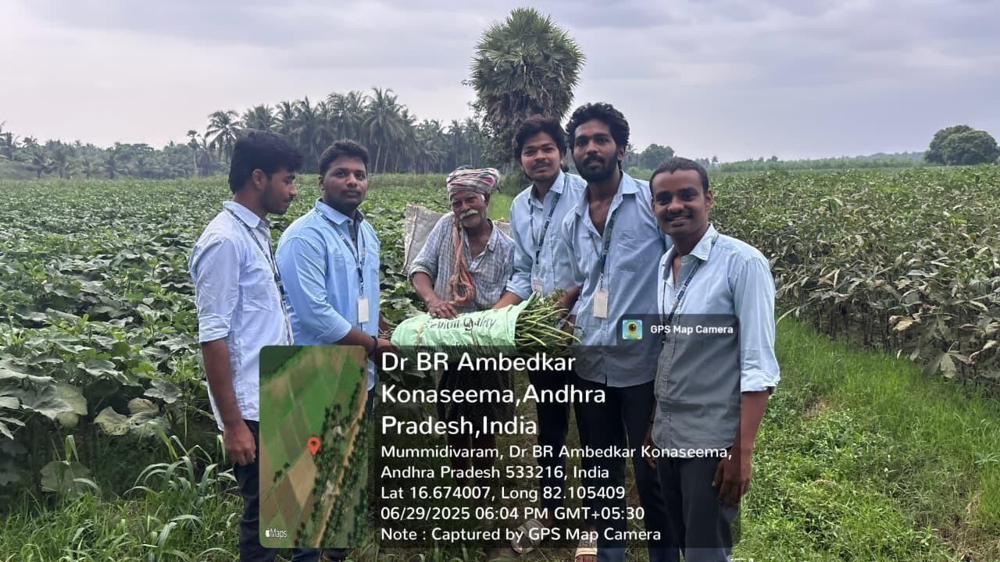 GPS Map Camera
Dr BR Ambedkar
Konaseema,Andhra
Pradesh,India
Mummidivaram, Dr BR Ambedkar Konaseema,
Andhra Pradesh 533216, India
Lat 16.674007, Long 82.105409
06/29/2025 06:04 PM GMT+05:30
Note : Captured by GPS Map Camera
Maps